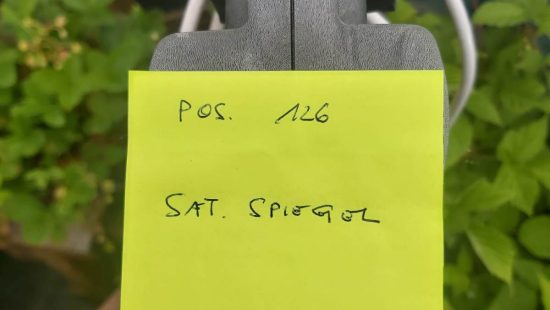 POS. 126
SAT. SPIEGEL